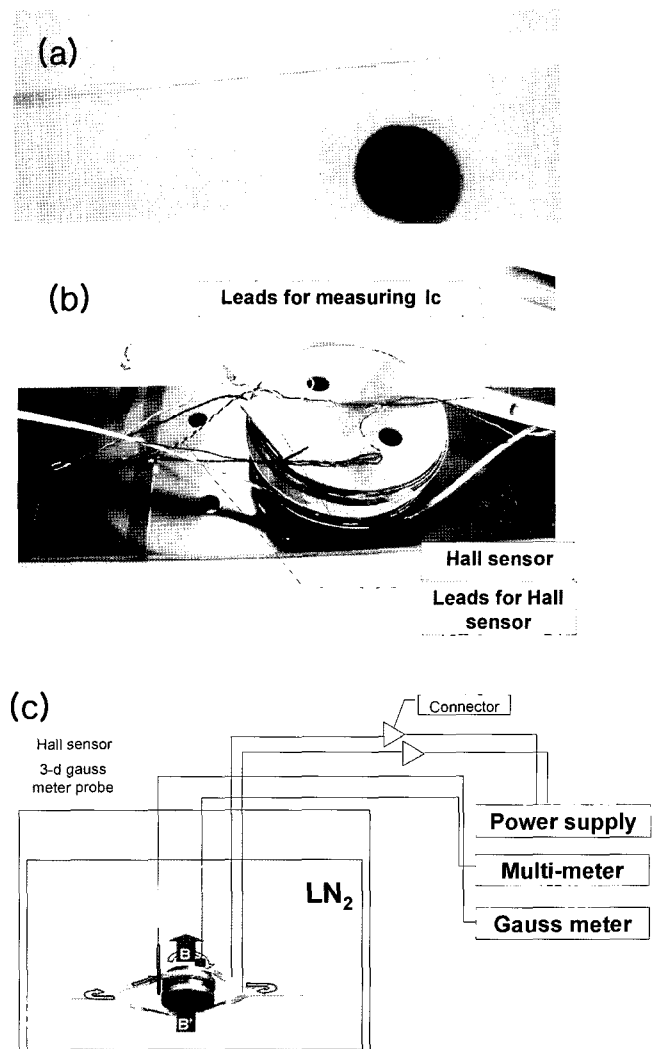 (a)
(b)
Leads for measuring Ic
Hall sensor
Leads for Hall
sensor
(c)
Connector
Hall sensor
3-d gauss
meter probe
Power supply
LN₂
Multi-meter
Gauss meter
B
B'